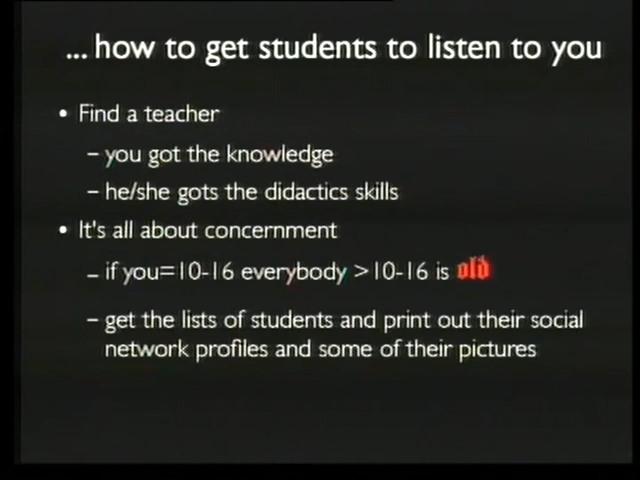 ... how to get students to listen to you
• Find a teacher
– you got the knowledge
– he/she gots the didactics skills
• It's all about concernment
– if you=10-16 everybody >10-16 is old
– get the lists of students and print out their social
network profiles and some of their pictures